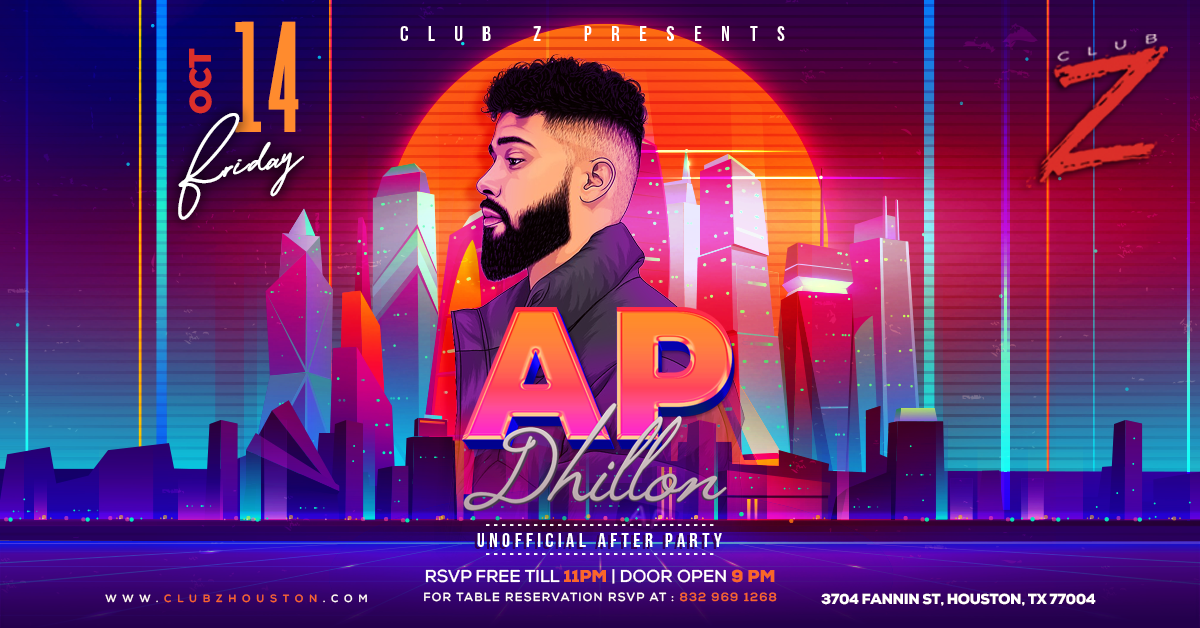 CLUB Z PRESENTS
OCT 14
Friday
CLUB
Z
AP
Dhillon
UNOFFICIAL AFTER PARTY
RSVP FREE TILL 11PM | DOOR OPEN 9 PM
FOR TABLE RESERVATION RSVP AT : 832 969 1268
WWW.CLUBZHOUSTON.COM
3704 FANNIN ST, HOUSTON, TX 77004